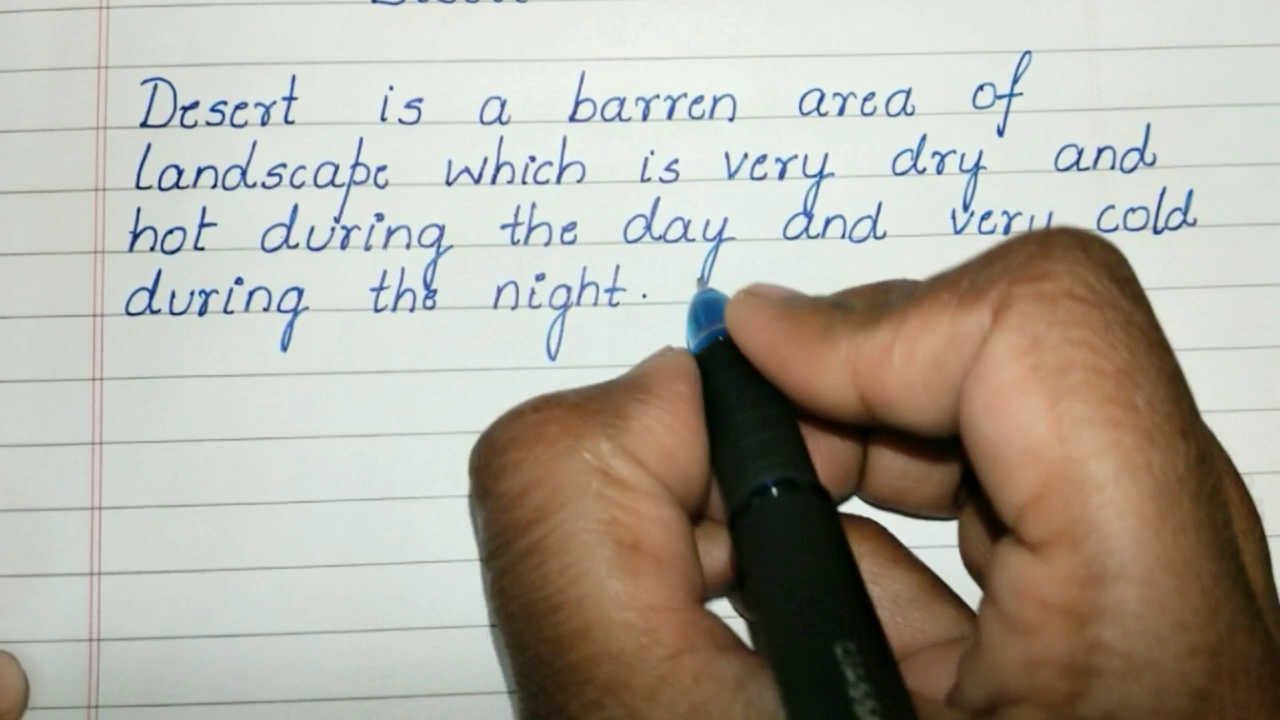 Desert is a barren area of
landscape which is very dry and
hot during the day and very cold
during the night.